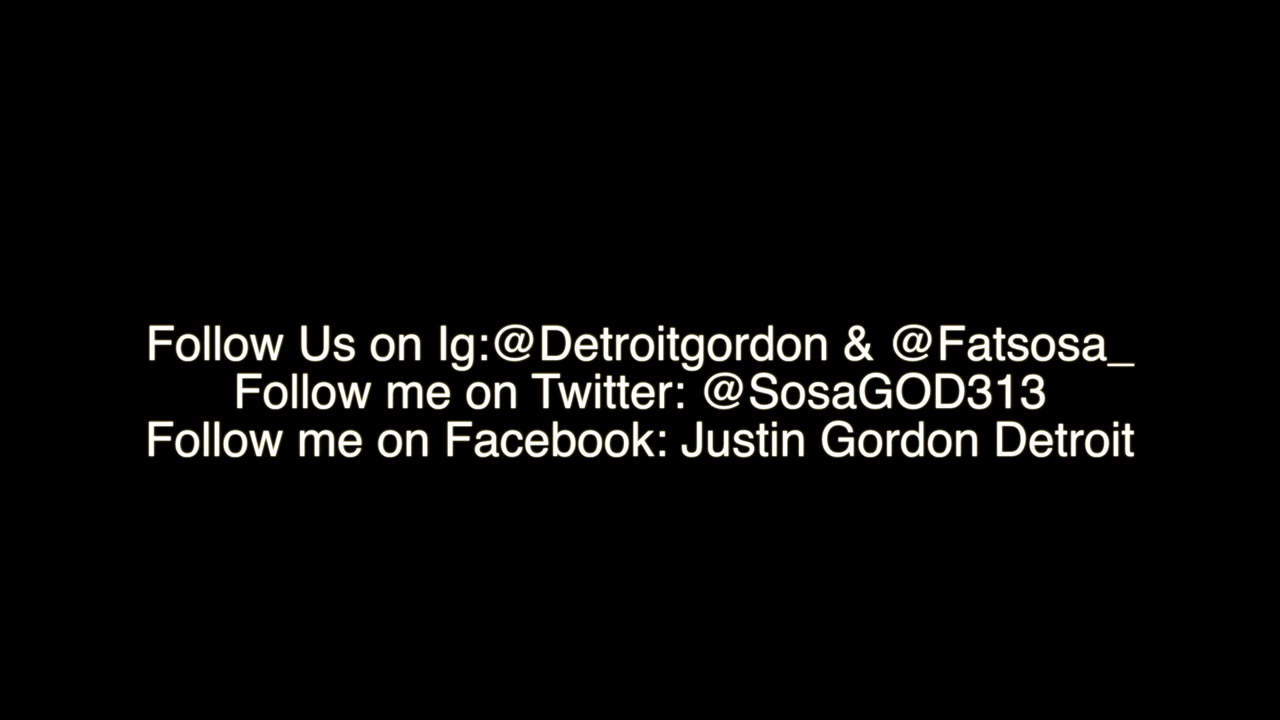 Follow Us on Ig:@Detroitgordon & @Fatsosa_
Follow me on Twitter: @SosaGOD313
Follow me on Facebook: Justin Gordon Detroit